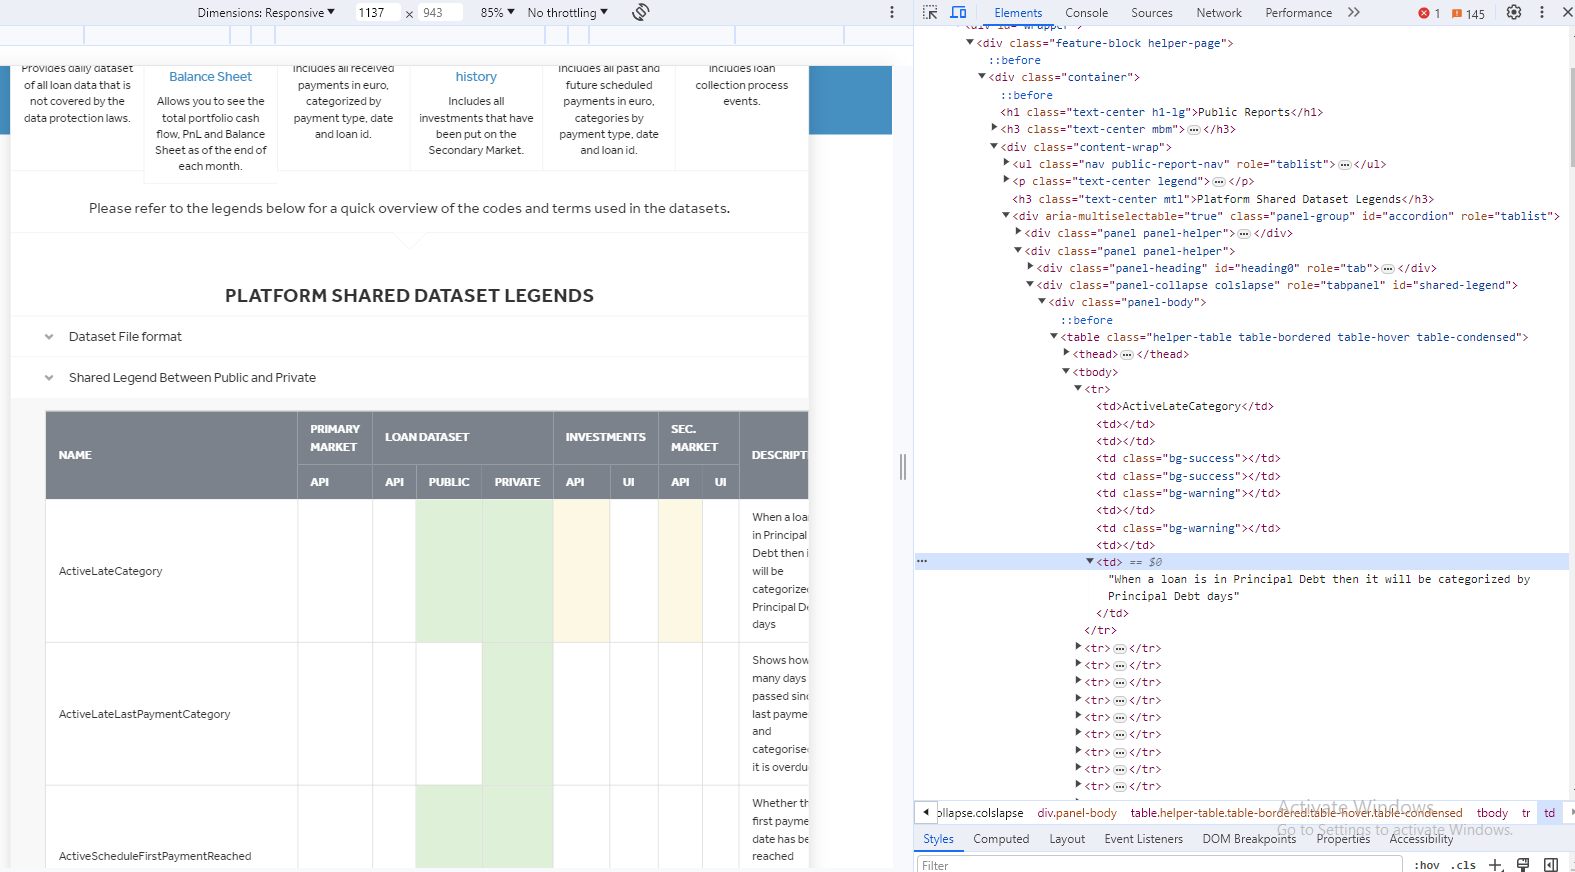 Dimensions: Responsive 1137 × 943 85% No throttling
Elements Console Sources Network Performance 1 145
Provides daily dataset
of all loan data that is
not covered by the
data protection laws.
Balance Sheet
Allows you to see the
total portfolio cash
flow, PnL and Balance
Sheet as of the end of
each month.
includes all received
payments in euro,
categorized by
payment type, date
and loan id.
history
Includes all
investments that have
been put on the
Secondary Market.
includes all past and
future scheduled
payments in euro,
categories by
payment type, date
and loan id.
includes loan
collection process
events.
Please refer to the legends below for a quick overview of the codes and terms used in the datasets.
PLATFORM SHARED DATASET LEGENDS
Dataset File format
Shared Legend Between Public and Private
NAME
PRIMARY
MARKET
LOAN DATASET
INVESTMENTS
SEC.
MARKET
DESCRIPT
API API PUBLIC PRIVATE API UI API UI
ActiveLateCategory
When a loa
in Principal
Debt then i
will be
categorize
Principal De
days
ActiveLateLastPaymentCategory
Shows how
many days
passed sinc
last payme
and
categorise
it is overdu
ActiveScheduleFirstPaymentReached
Whether th
first payme
date has be
reached
<div id="wrapper">
<div class="feature-block helper-page">
::before
<div class="container">
::before
<h1 class="text-center h1-lg">Public Reports</h1>
<h3 class="text-center mbm">…</h3>
<div class="content-wrap">
<ul class="nav public-report-nav" role="tablist">…</ul>
<p class="text-center legend">…</p>
<h3 class="text-center mtl">Platform Shared Dataset Legends</h3>
<div aria-multiselectable="true" class="panel-group" id="accordion" role="tablist">
<div class="panel panel-helper">…</div>
<div class="panel panel-helper">
<div class="panel-heading" id="heading0" role="tab">…</div>
<div class="panel-collapse colslapse" role="tabpanel" id="shared-legend">
<div class="panel-body">
::before
<table class="helper-table table-bordered table-hover table-condensed">
<thead>…</thead>
<tbody>
<tr>
<td>ActiveLateCategory</td>
<td></td>
<td></td>
<td class="bg-success"></td>
<td class="bg-success"></td>
<td class="bg-warning"></td>
<td></td>
<td class="bg-warning"></td>
<td></td>
<td> == $0
"When a loan is in Principal Debt then it will be categorized by
Principal Debt days"
</td>
</tr>
<tr>…</tr>
<tr>…</tr>
<tr>…</tr>
<tr>…</tr>
<tr>…</tr>
<tr>…</tr>
<tr>…</tr>
<tr>…</tr>
<tr>…</tr>
Activate Windows
Go to Settings to activate Windows.
ollapse.colslapse div.panel-body table.helper-table.table-bordered.table-hover.table-condensed tbody tr td
Styles Computed Layout Event Listeners DOM Breakpoints Properties Accessibility
Filter :hov .cls